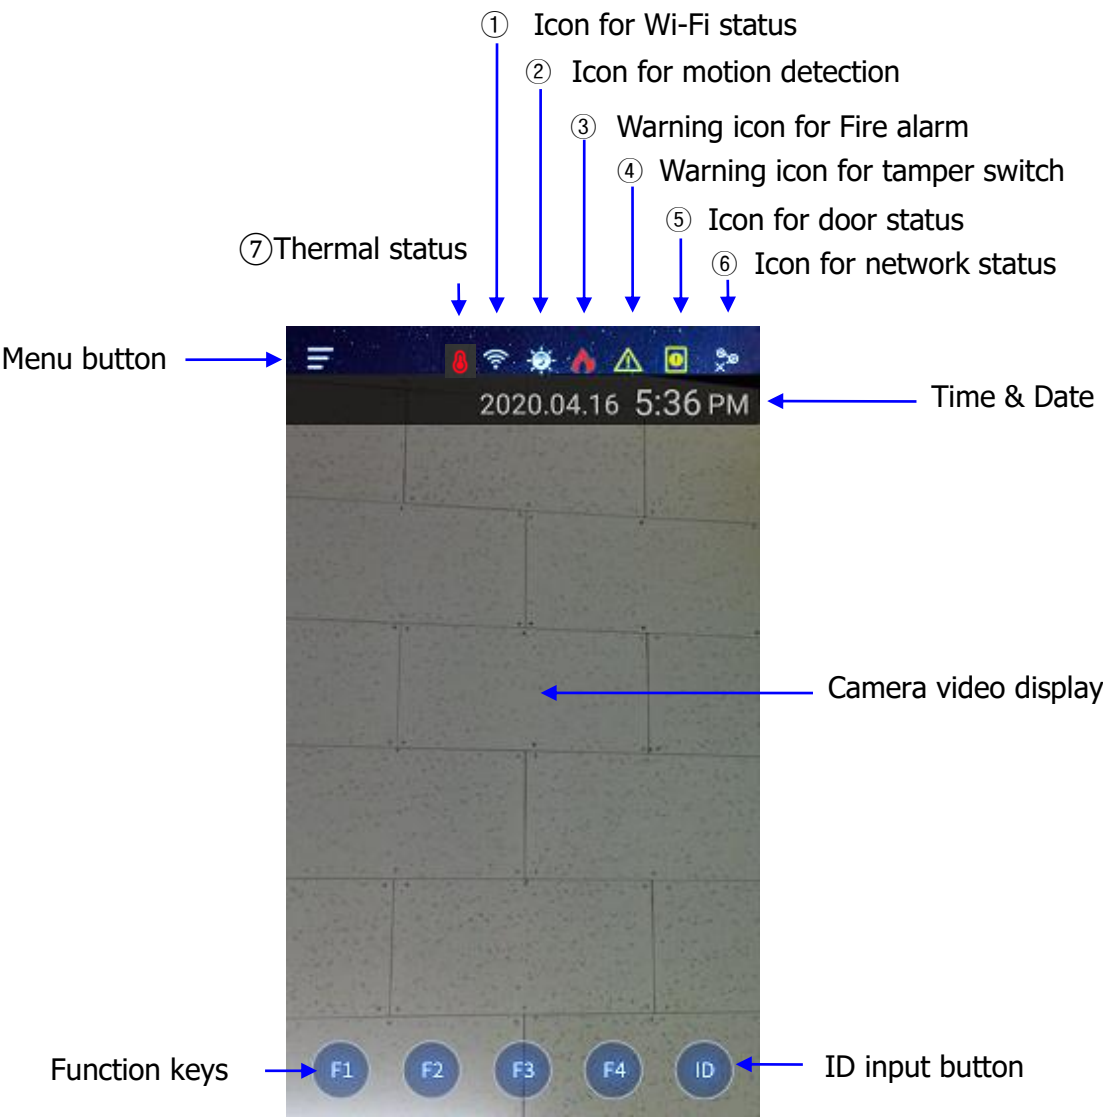 ① Icon for Wi-Fi status
② Icon for motion detection
③ Warning icon for Fire alarm
④ Warning icon for tamper switch
⑤ Icon for door status
⑦Thermal status
⑥ Icon for network status
Menu button
2020.04.16 5:36 PM
Time & Date
Camera video display
Function keys
F1 F2 F3 F4 ID
ID input button